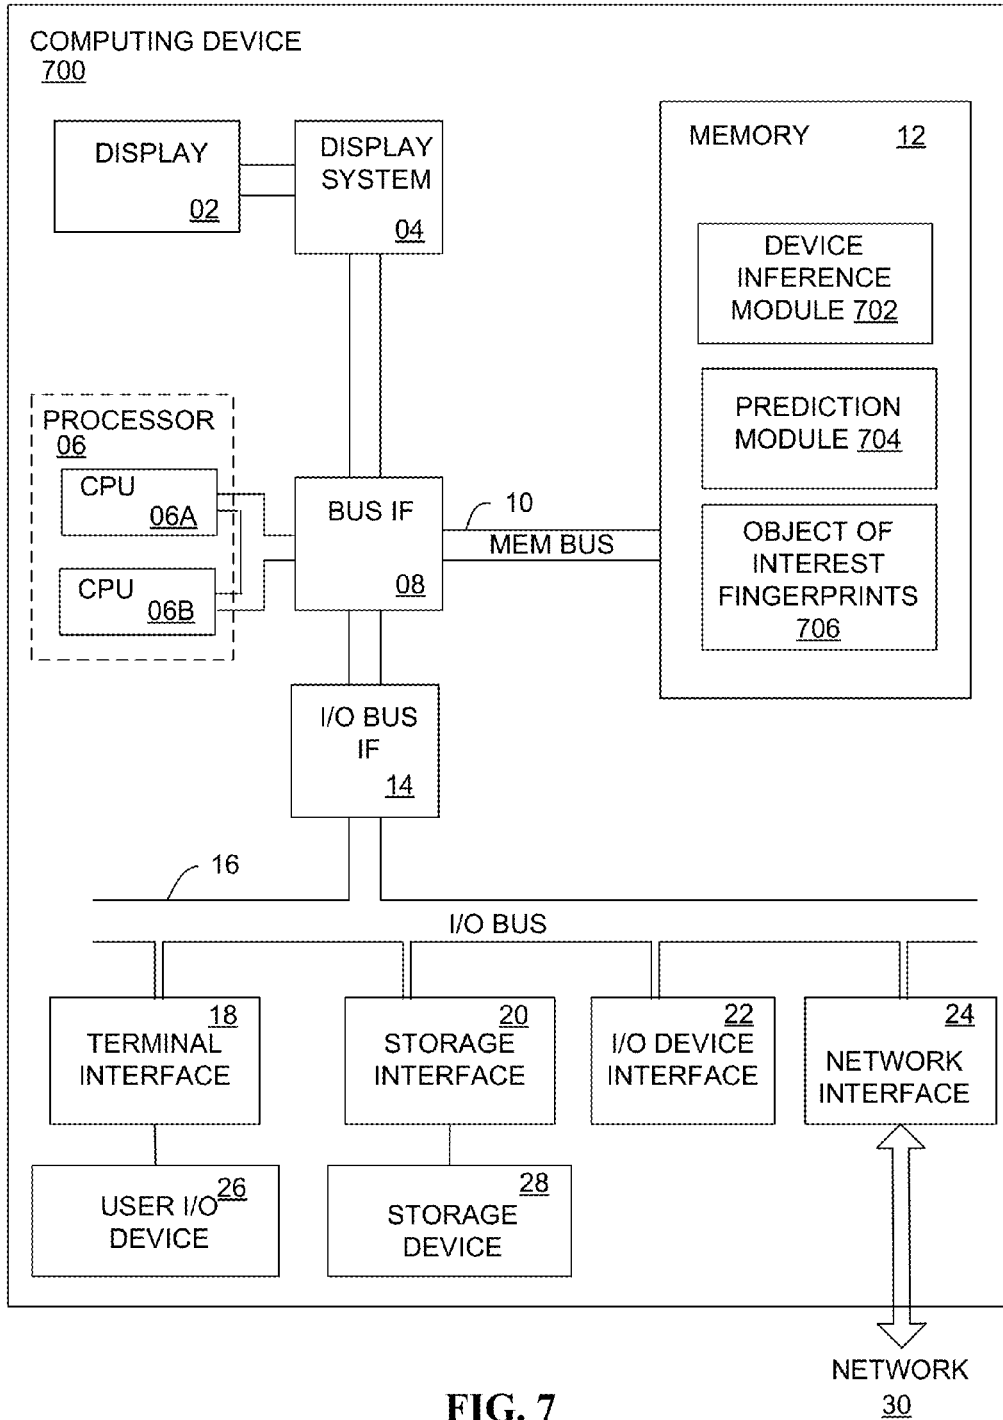 COMPUTING DEVICE
700
DISPLAY
02
DISPLAY
SYSTEM
04
MEMORY 12
DEVICE
INFERENCE
MODULE 702
PREDICTION
MODULE 704
OBJECT OF
INTEREST
FINGERPRINTS
706
PROCESSOR
06
CPU
06A
CPU
06B
BUS IF
08
10
MEM BUS
I/O BUS
IF
14
16
I/O BUS
18
TERMINAL
INTERFACE
20
STORAGE
INTERFACE
22
I/O DEVICE
INTERFACE
24
NETWORK
INTERFACE
26
USER I/O
DEVICE
28
STORAGE
DEVICE
NETWORK
30
FIG. 7